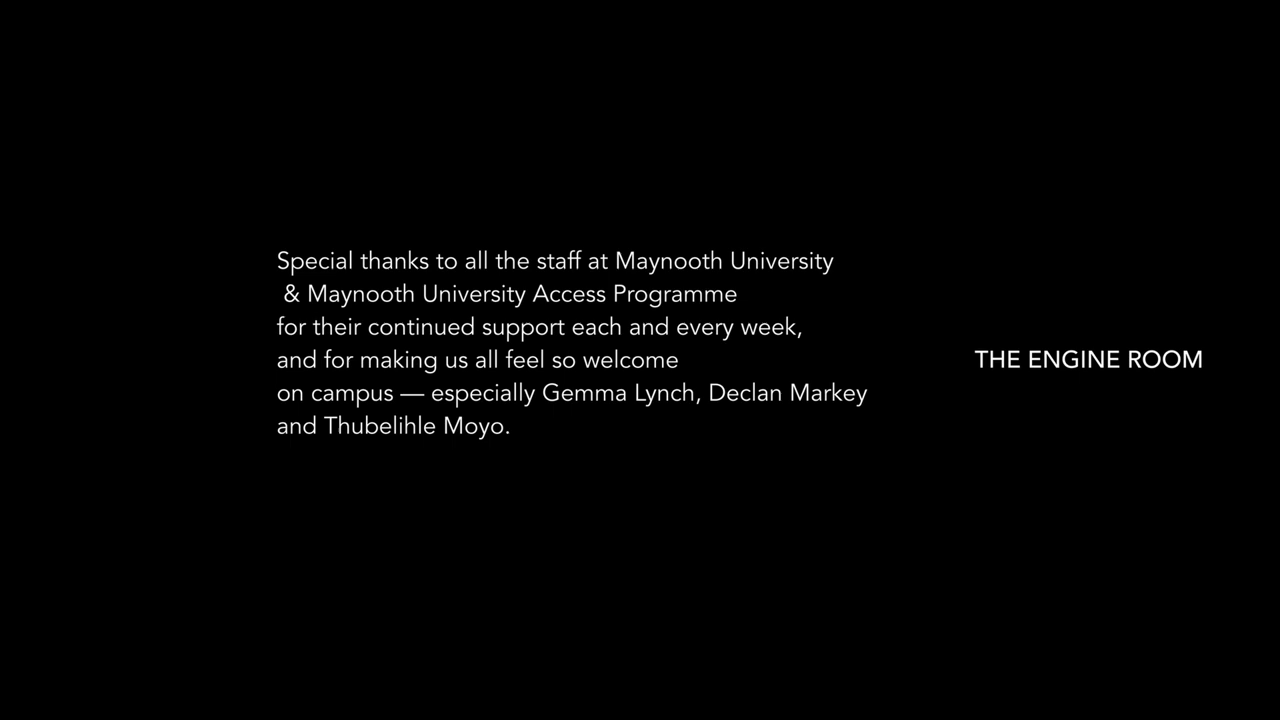 Special thanks to all the staff at Maynooth University
& Maynooth University Access Programme
for their continued support each and every week,
and for making us all feel so welcome
on campus — especially Gemma Lynch, Declan Markey
and Thubelihle Moyo.
THE ENGINE ROOM